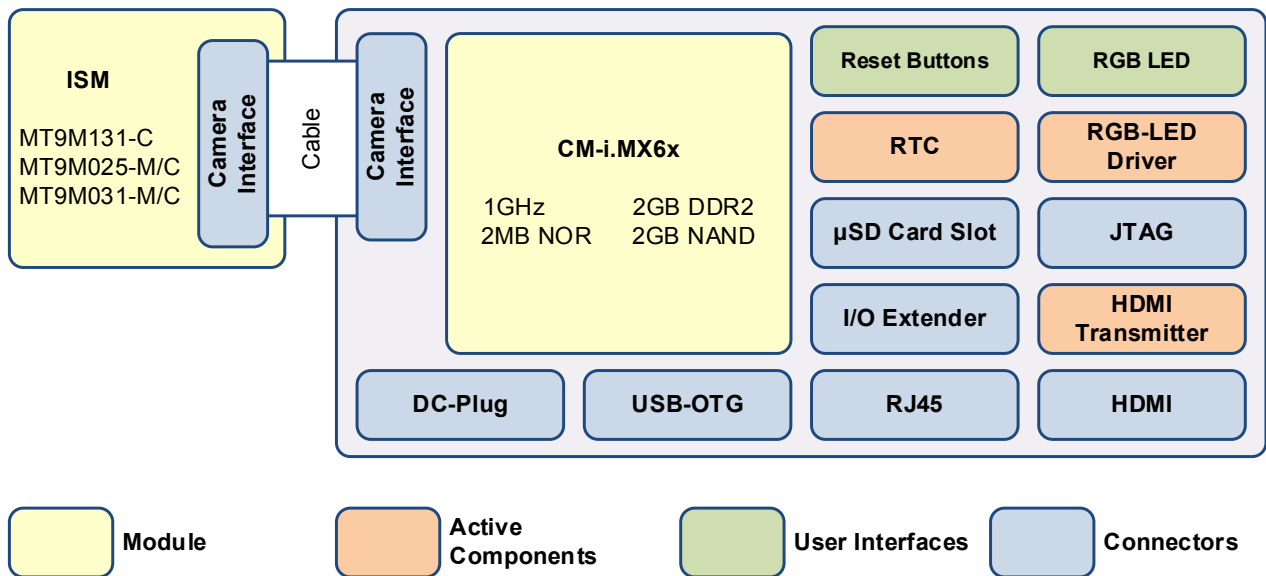 ISM
MT9M131-C
MT9M025-M/C
MT9M031-M/C
Camera
Interface
Cable
Camera
Interface
CM-i.MX6x
1GHz 2GB DDR2
2MB NOR 2GB NAND
Reset Buttons
RGB LED
RTC
RGB-LED
Driver
µSD Card Slot
JTAG
I/O Extender
HDMI
Transmitter
DC-Plug
USB-OTG
RJ45
HDMI
Module
Active
Components
User Interfaces
Connectors